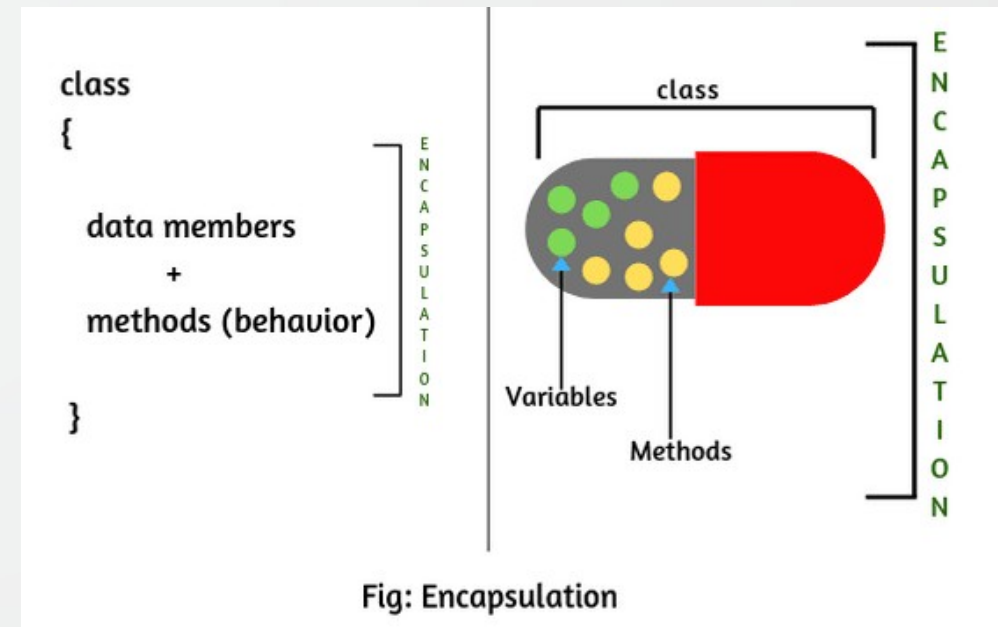 class
{
data members
+
methods (behavior)
}
ENCAPSULATION
class
Variables
Methods
ENCAPSULATION
Fig: Encapsulation